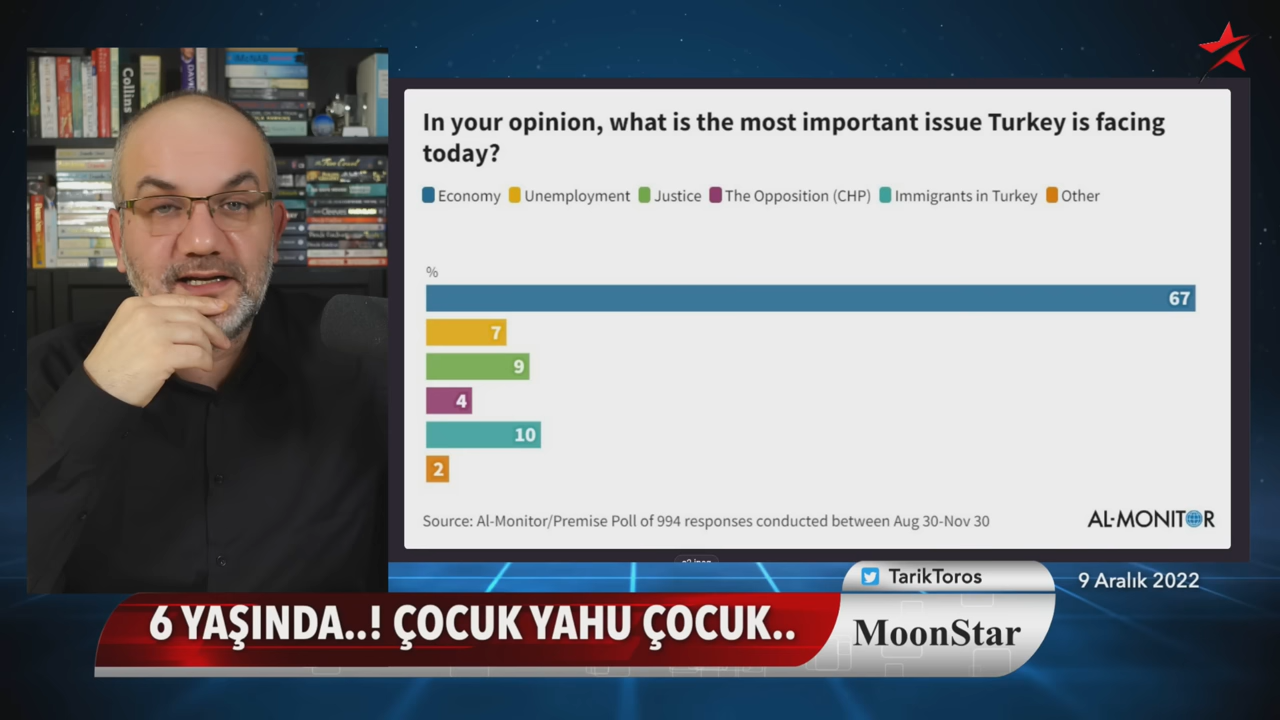 Collins
In your opinion, what is the most important issue Turkey is facing
today?
Economy Unemployment Justice The Opposition (CHP) Immigrants in Turkey Other
%
67
7
9
4
10
2
Source: Al-Monitor/Premise Poll of 994 responses conducted between Aug 30-Nov 30
AL-MONITOR
TarikToros
9 Aralık 2022
6 YAŞINDA..! ÇOCUK YAHU ÇOCUK..
MoonStar